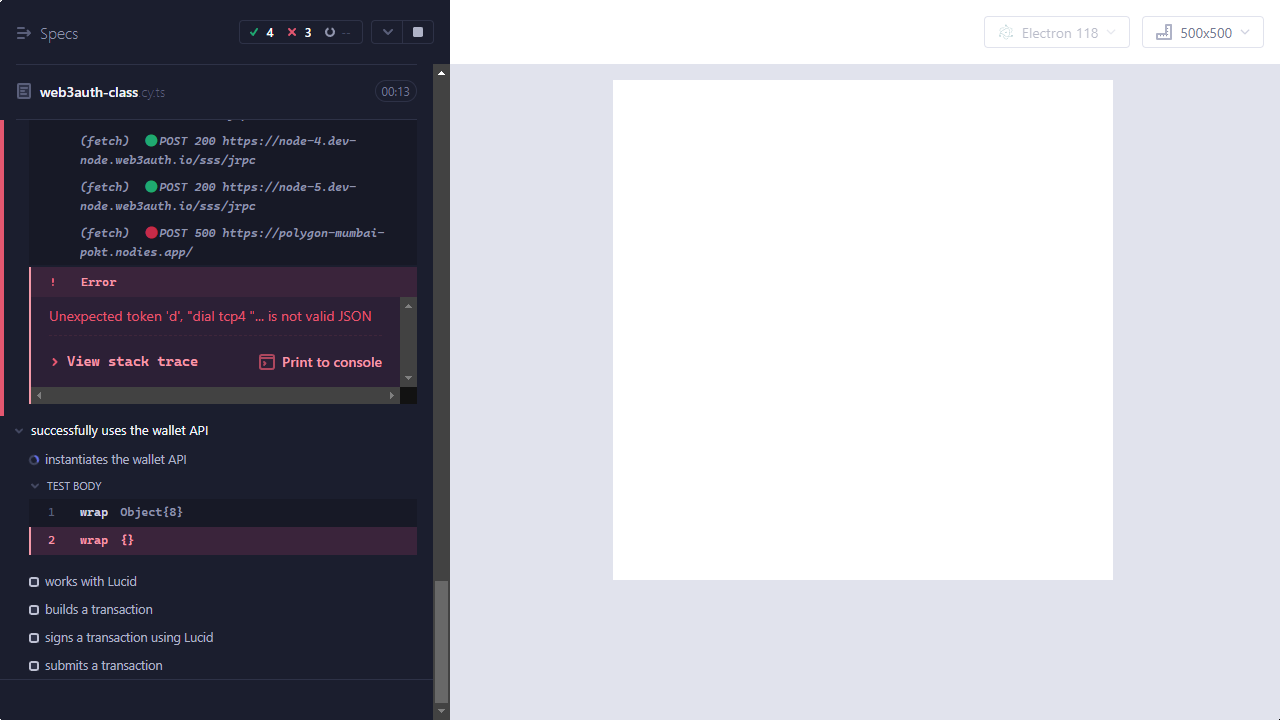 Specs
4
3
--
Electron 118
500x500
web3auth-class.cy.ts
00:13
(fetch) POST 200 https://node-4.dev-
node.web3auth.io/sss/jrpc
(fetch) POST 200 https://node-5.dev-
node.web3auth.io/sss/jrpc
(fetch) POST 500 https://polygon-mumbai-
pokt.nodies.app/
! Error
Unexpected token 'd', "dial tcp4 "... is not valid JSON
View stack trace
Print to console
successfully uses the wallet API
instantiates the wallet API
TEST BODY
1 wrap Object{8}
2 wrap {}
works with Lucid
builds a transaction
signs a transaction using Lucid
submits a transaction